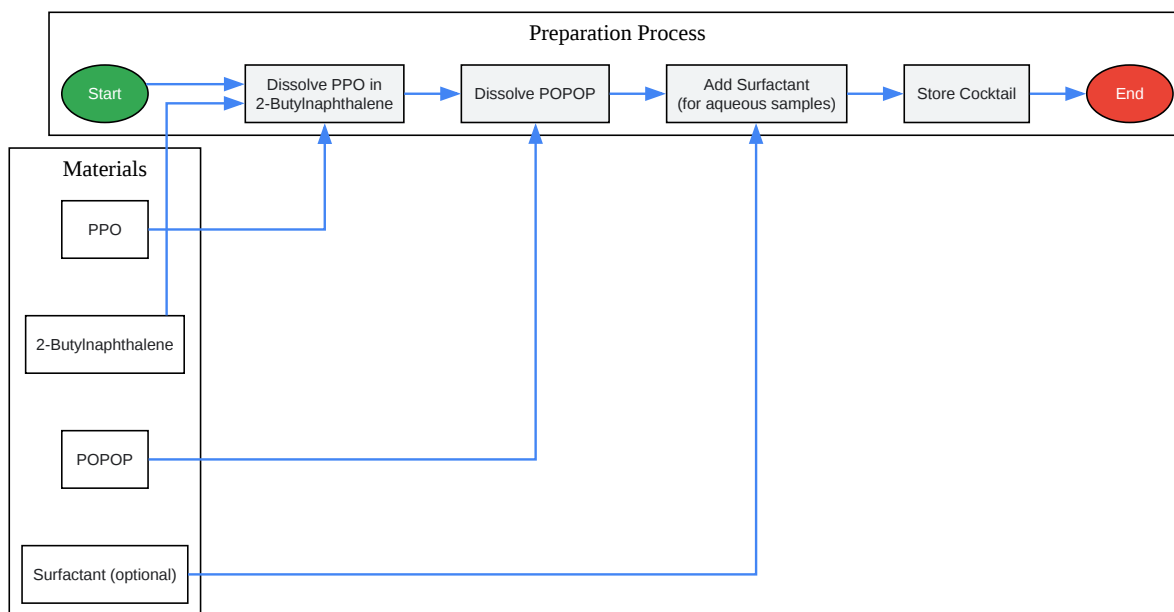 Preparation Process
Start
Dissolve PPO in
2-Butylnaphthalene
Dissolve POPOP
Add Surfactant
(for aqueous samples)
Store Cocktail
End
Materials
PPO
2-Butylnaphthalene
POPOP
Surfactant (optional)